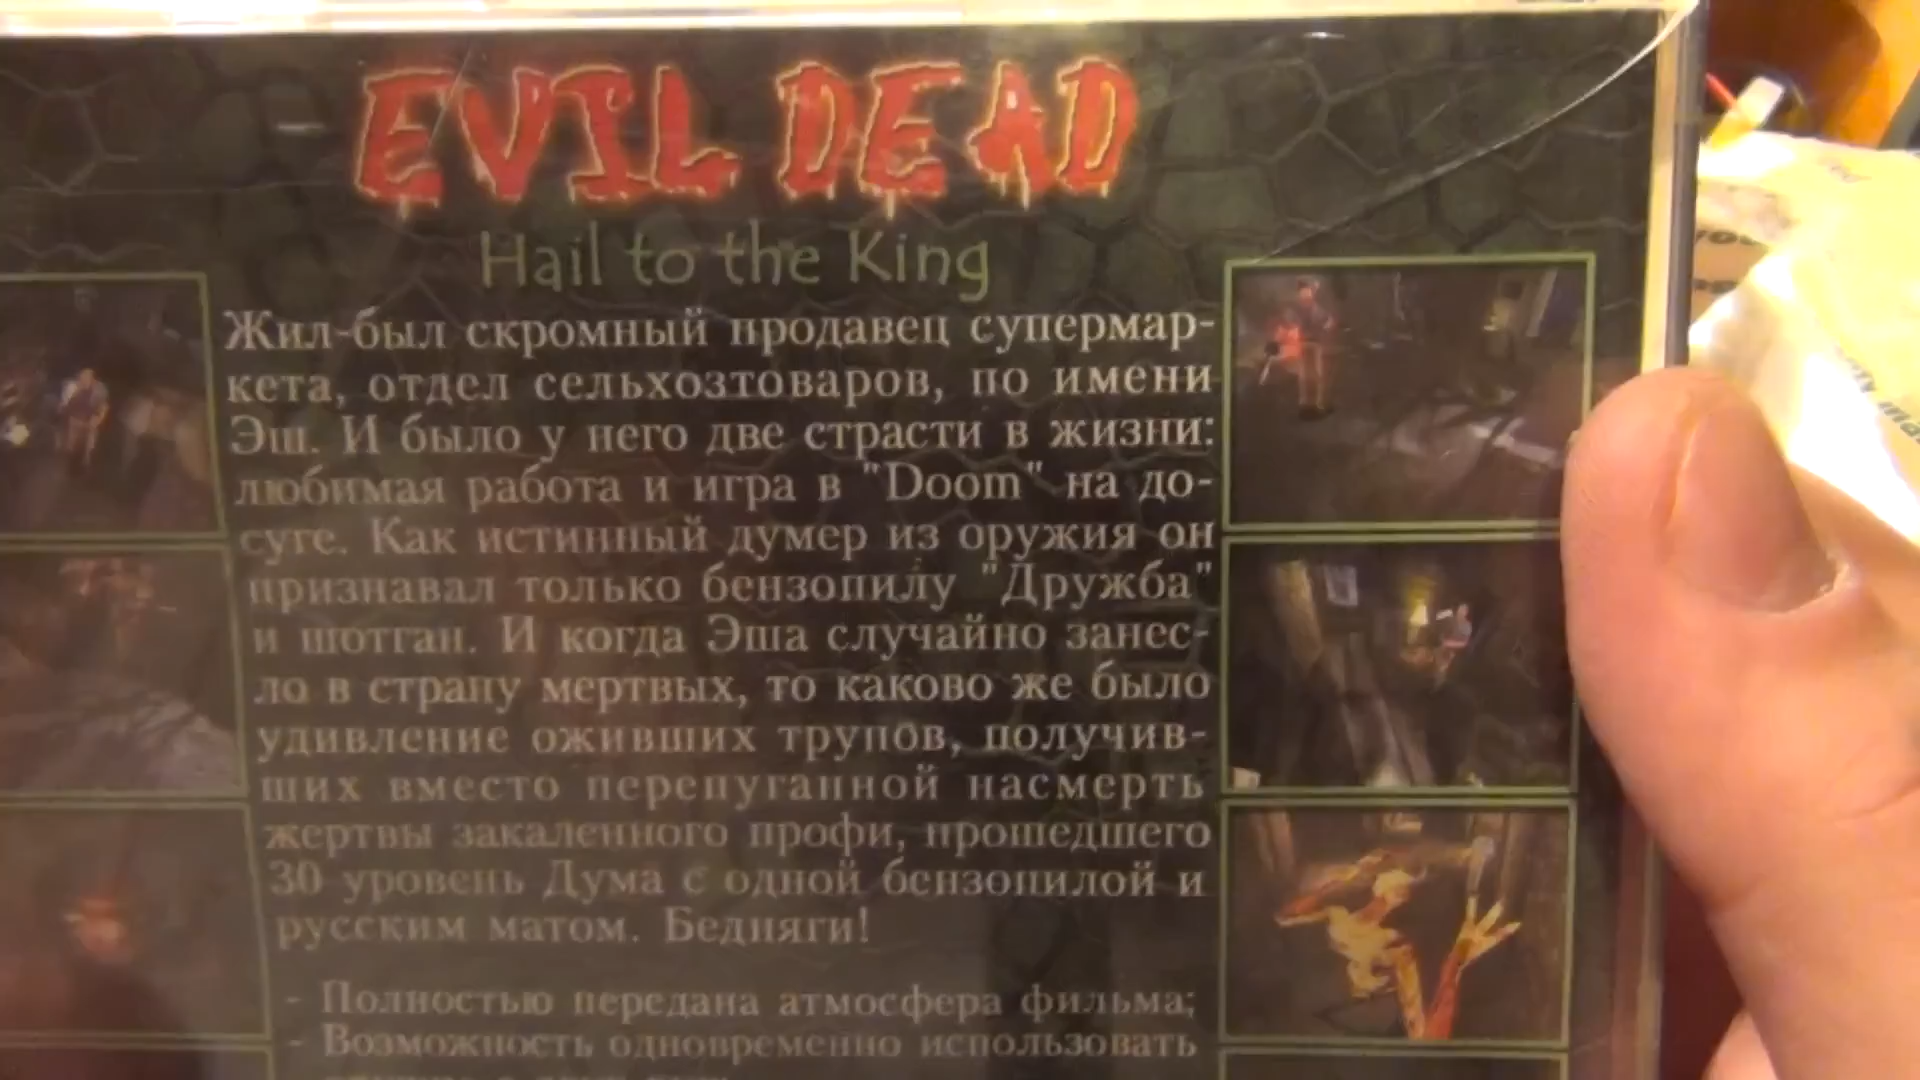 EVIL DEAD
Hail to the King
Жил-был скромный продавец супермар-
кета, отдел сельхозтоваров, по имени
Эш. И было у него две страсти в жизни:
любимая работа и игра в "Doom" на до-
суге. Как истинный думер из оружия он
признавал только бензопилу "Дружба"
и шотган. И когда Эша случайно занес-
ло в страну мертвых, то каково же было
удивление оживших трупов, получив-
ших вместо перепуганной насмерть
жертвы закаленного профи, прошедшего
30 уровень Дума с одной бензопилой и
русским матом. Бедняги!
- Полностью передана атмосфера фильма;
- Возможность одновременно использовать